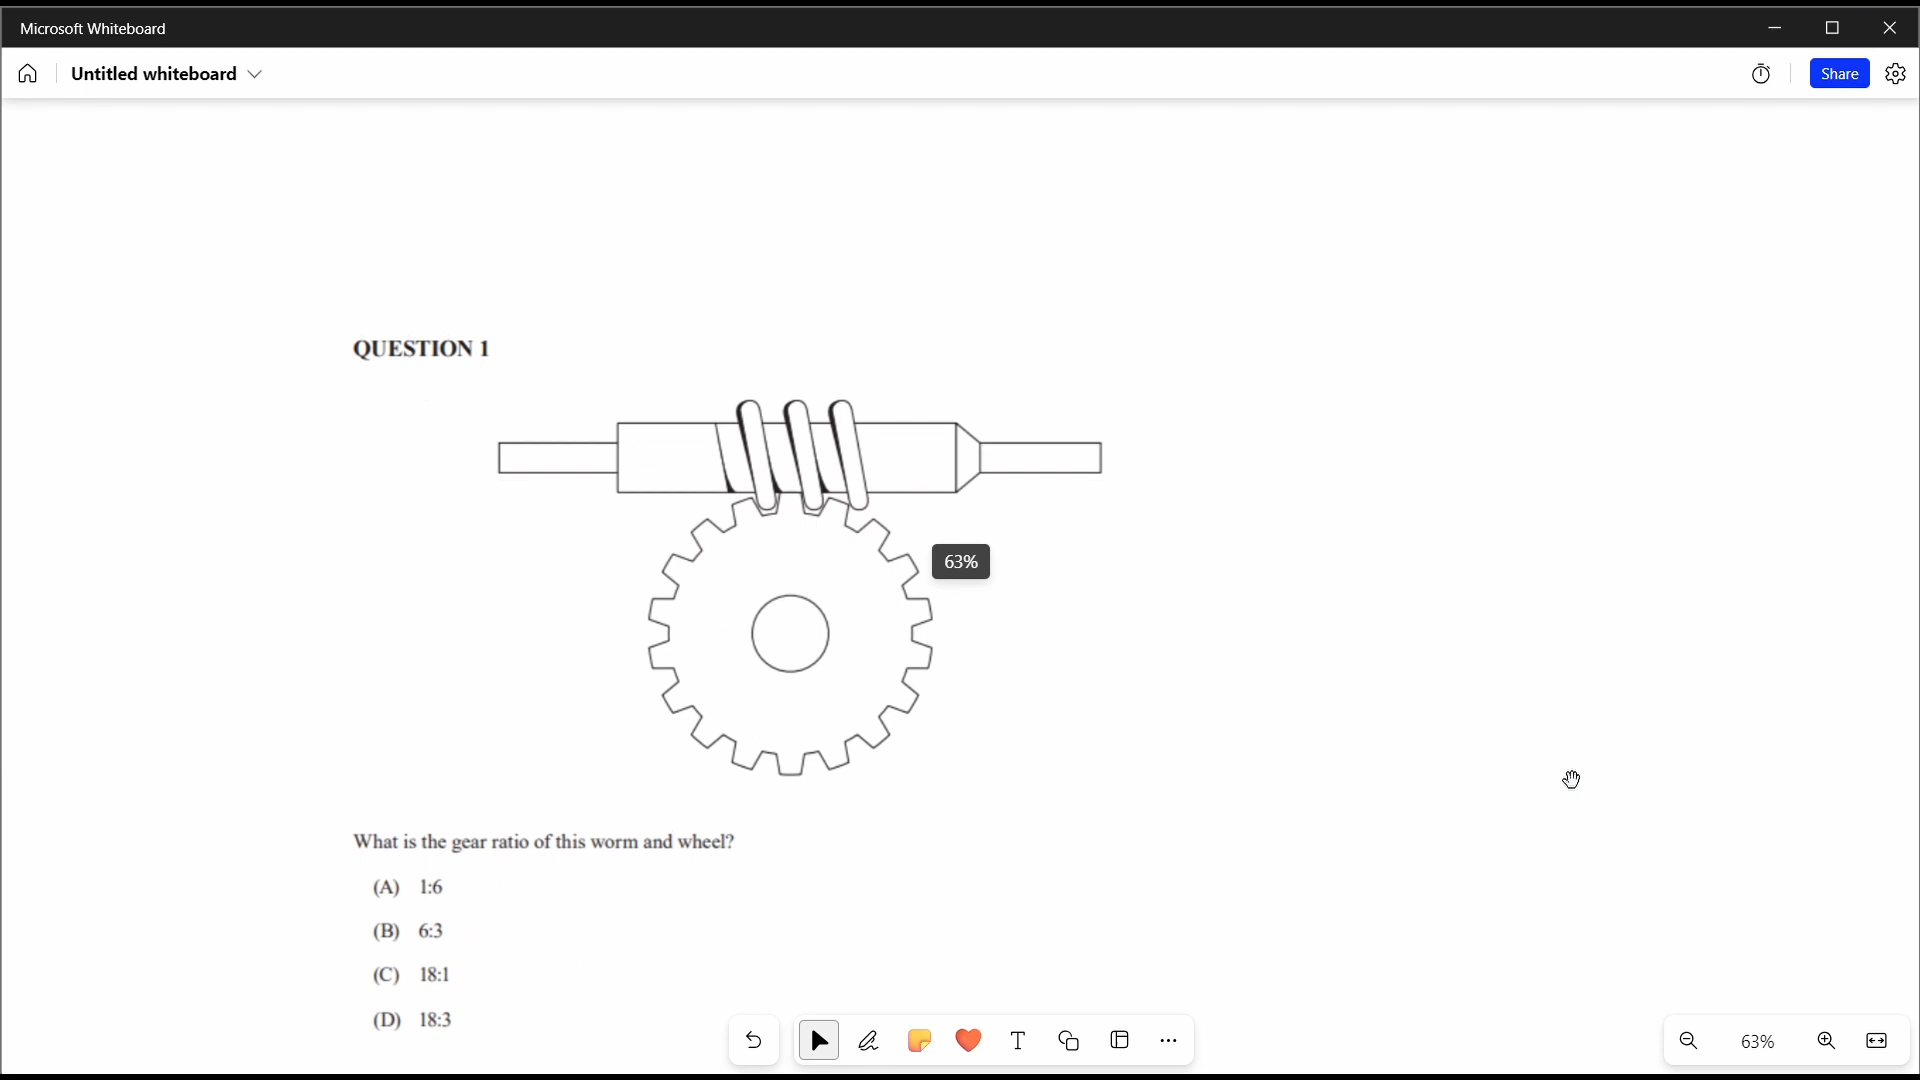 Microsoft Whiteboard
Untitled whiteboard
Share
QUESTION 1
63%
What is the gear ratio of this worm and wheel?
(A) 1:6
(B) 6:3
(C) 18:1
(D) 18:3
63%